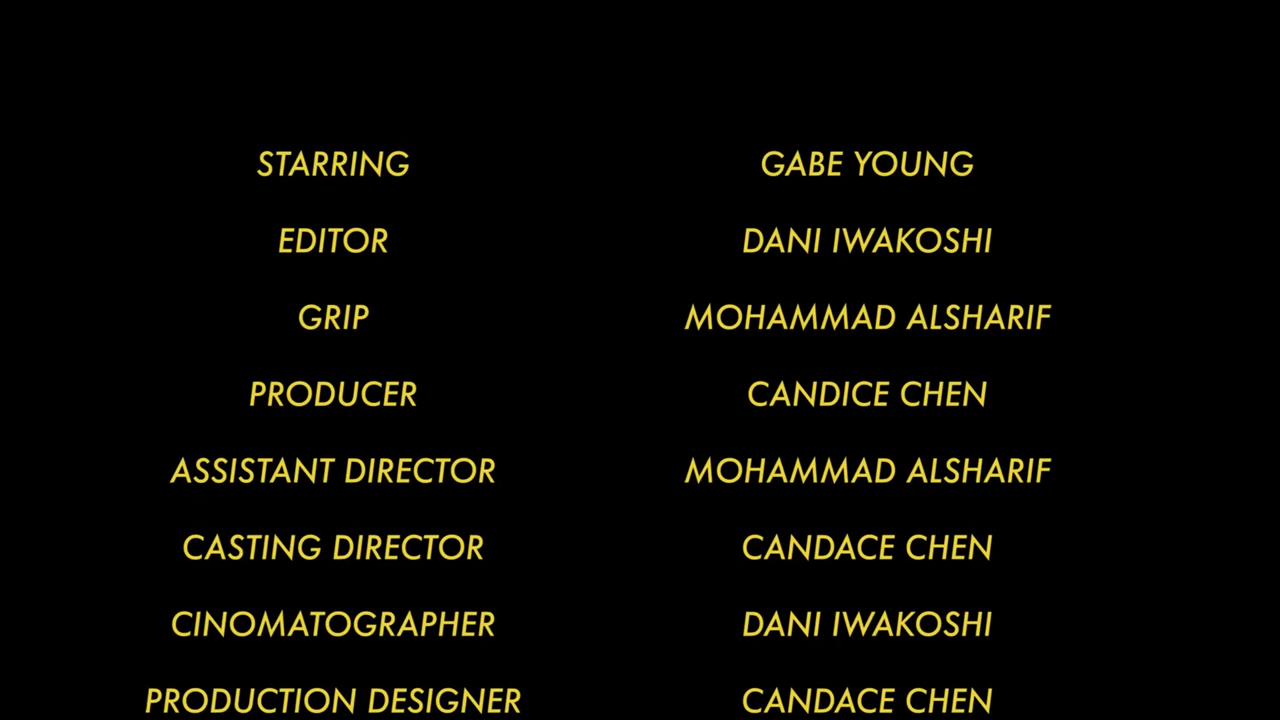 STARRING GABE YOUNG
EDITOR DANI IWAKOSHI
GRIP MOHAMMAD ALSHARIF
PRODUCER CANDICE CHEN
ASSISTANT DIRECTOR MOHAMMAD ALSHARIF
CASTING DIRECTOR CANDACE CHEN
CINOMATOGRAPHER DANI IWAKOSHI
PRODUCTION DESIGNER CANDACE CHEN